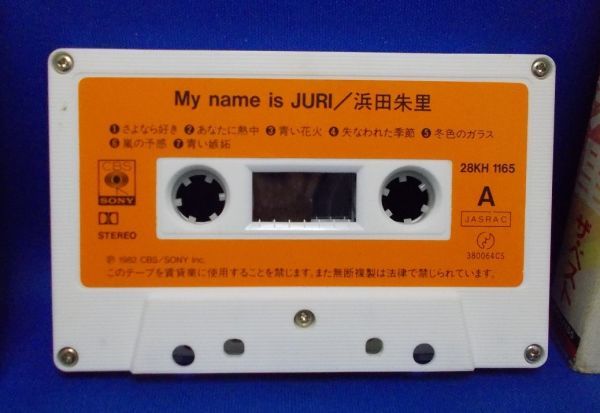 My name is JURI／浜田朱里
❶さよなら好き ❷あなたに熱中 ❸青い花火 ❹失なわれた季節 ❺冬色のガラス
❻嵐の予感 ❼青い嫉妬
28KH 1165
CBS
SONY
A
JASRAC
STEREO
380064CS
℗ 1982 CBS/SONY Inc.
このテープを賃貸業に使用することを禁じます。また無断複製は法律で禁じられています。